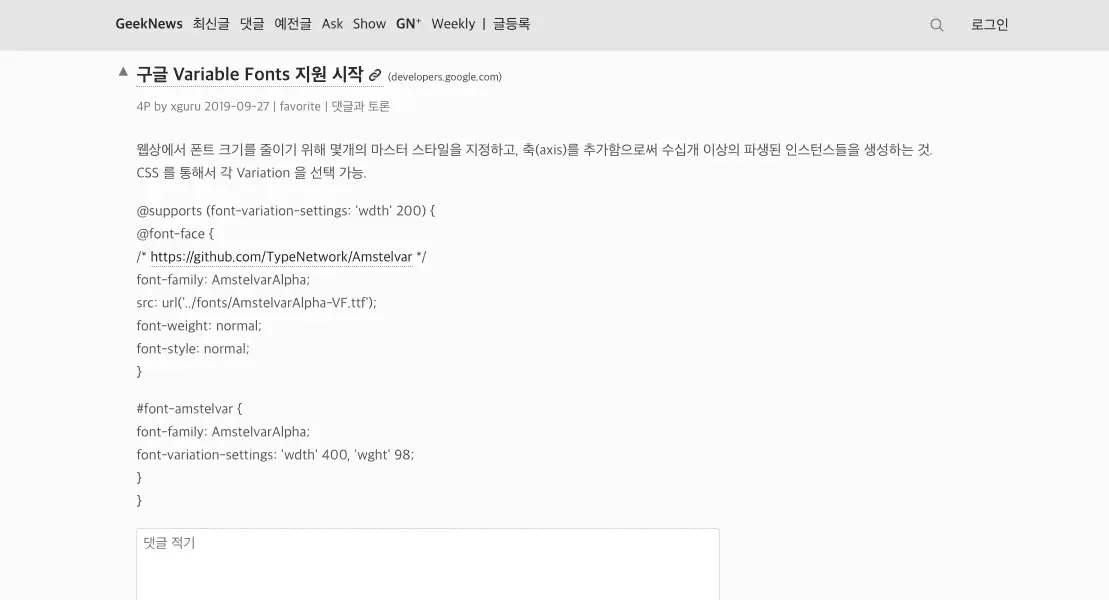 GeekNews 최신글 댓글 예전글 Ask Show GN⁺ Weekly | 글등록 로그인
구글 Variable Fonts 지원 시작 (developers.google.com)
4P by xguru 2019-09-27 | favorite | 댓글과 토론
웹상에서 폰트 크기를 줄이기 위해 몇개의 마스터 스타일을 지정하고, 축(axis)를 추가함으로써 수십개 이상의 파생된 인스턴스들을 생성하는 것.
CSS 를 통해서 각 Variation 을 선택 가능.
@supports (font-variation-settings: 'wdth' 200) {
@font-face {
/* https://github.com/TypeNetwork/Amstelvar */
font-family: AmstelvarAlpha;
src: url('../fonts/AmstelvarAlpha-VF.ttf');
font-weight: normal;
font-style: normal;
}
#font-amstelvar {
font-family: AmstelvarAlpha;
font-variation-settings: 'wdth' 400, 'wght' 98;
}
}
댓글 적기